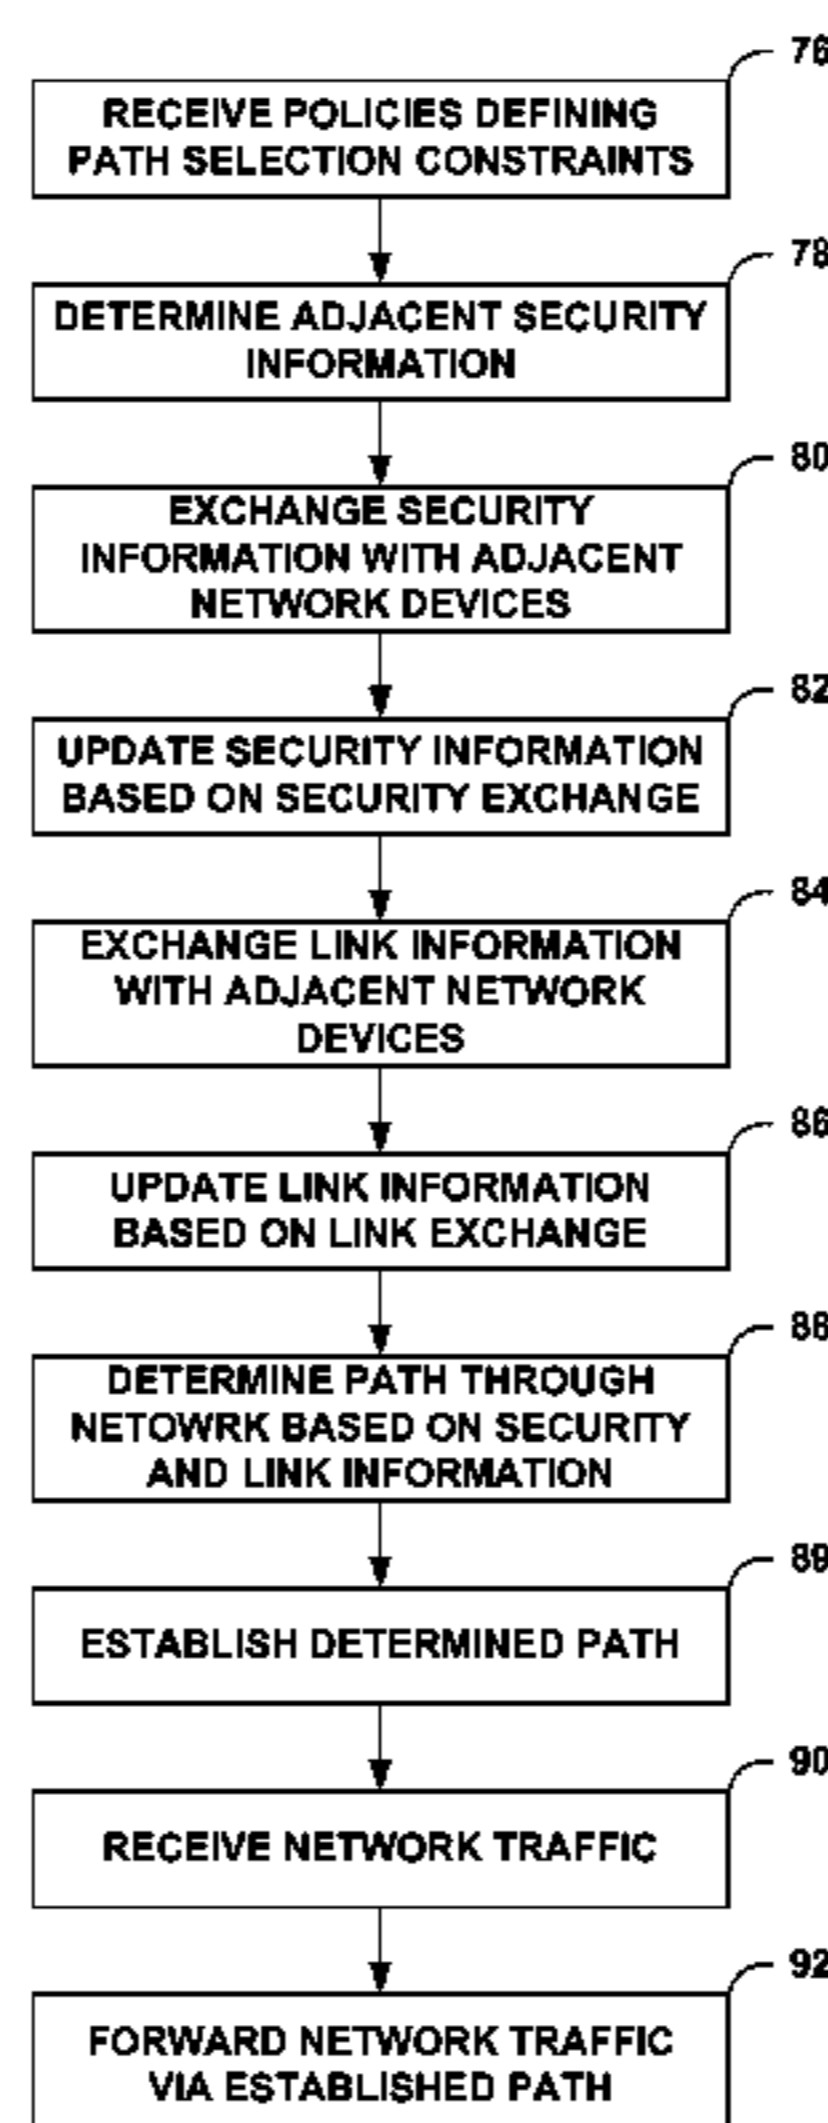 76
RECEIVE POLICIES DEFINING
PATH SELECTION CONSTRAINTS
78
DETERMINE ADJACENT SECURITY
INFORMATION
80
EXCHANGE SECURITY
INFORMATION WITH ADJACENT
NETWORK DEVICES
82
UPDATE SECURITY INFORMATION
BASED ON SECURITY EXCHANGE
84
EXCHANGE LINK INFORMATION
WITH ADJACENT NETWORK
DEVICES
86
UPDATE LINK INFORMATION
BASED ON LINK EXCHANGE
88
DETERMINE PATH THROUGH
NETOWRK BASED ON SECURITY
AND LINK INFORMATION
89
ESTABLISH DETERMINED PATH
90
RECEIVE NETWORK TRAFFIC
92
FORWARD NETWORK TRAFFIC
VIA ESTABLISHED PATH